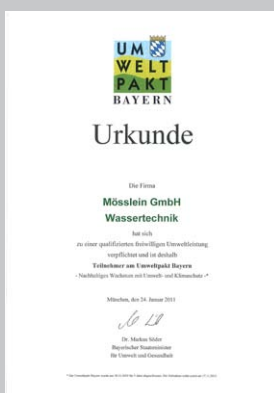 UM
WELT
PAKT
BAYERN
Urkunde
Die Firma
Mösslein GmbH
Wassertechnik
hat sich
zu einer qualifizierten freiwilligen Umweltleistung
verpflichtet und ist deshalb
Teilnehmer am Umweltpakt Bayern
- Nachhaltiges Wachstum mit Umwelt- und Klimaschutz -*
München, den 24. Januar 2011
Dr. Markus Söder
Bayerischer Staatsminister
für Umwelt und Gesundheit